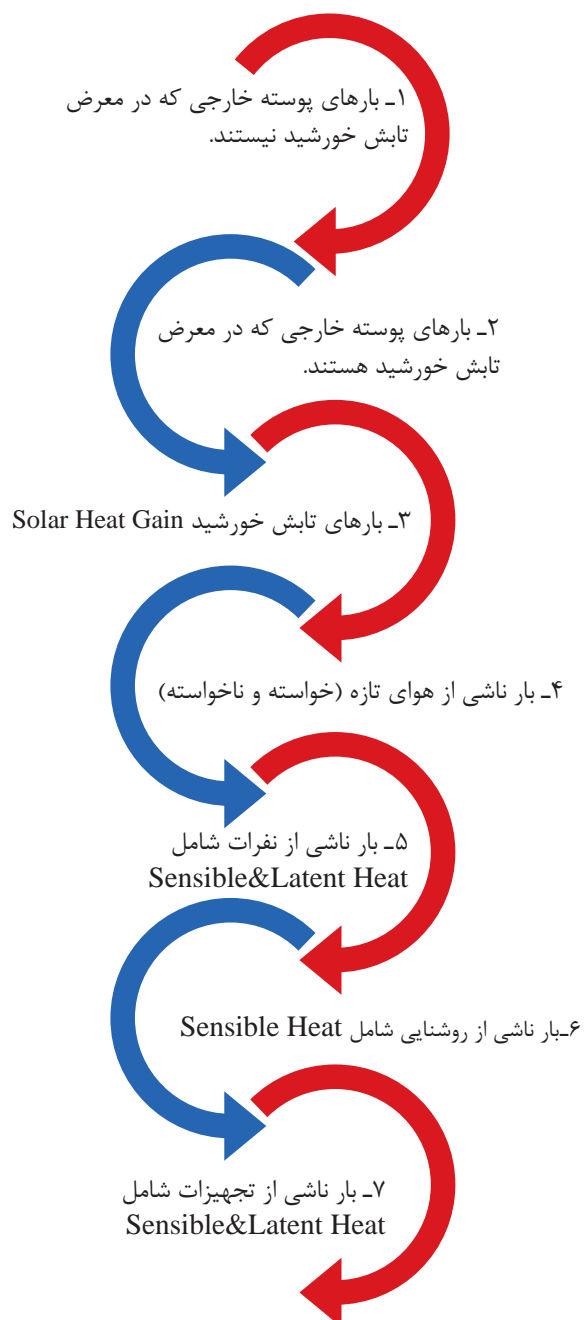 ۱ـ بارهای پوسته خارجی که در معرض
تابش خورشید نیستند.
۲ـ بارهای پوسته خارجی که در معرض
تابش خورشید هستند.
۳ـ بارهای تابش خورشید Solar Heat Gain
۴ـ بار ناشی از هوای تازه (خواسته و ناخواسته)
۵ـ بار ناشی از نفرات شامل
Sensible&Latent Heat
۶ـبار ناشی از روشنایی شامل Sensible Heat
۷ـ بار ناشی از تجهیزات شامل
Sensible&Latent Heat